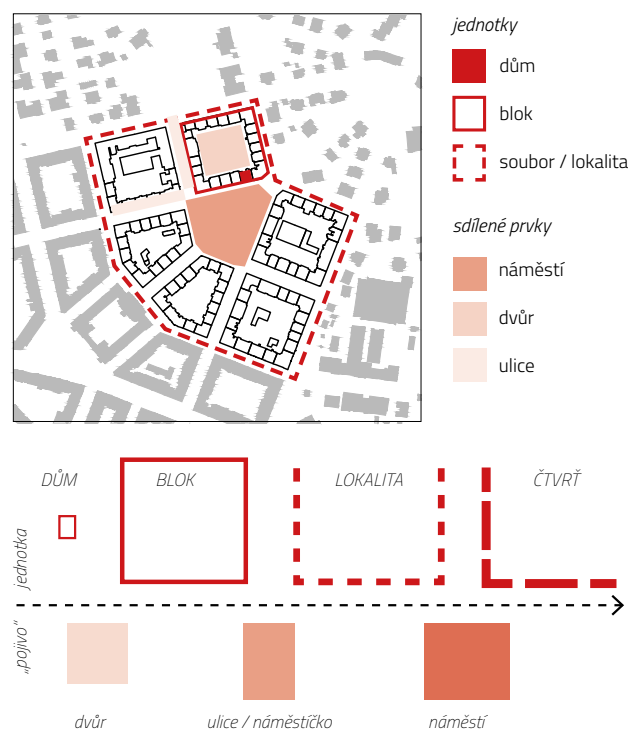 jednotky
dům
blok
soubor / lokalita
sdílené prvky
náměstí
dvůr
ulice
DŮM
BLOK
LOKALITA
ČTVRŤ
jednotka
„pojivo“
dvůr
ulice / náměstíčko
náměstí